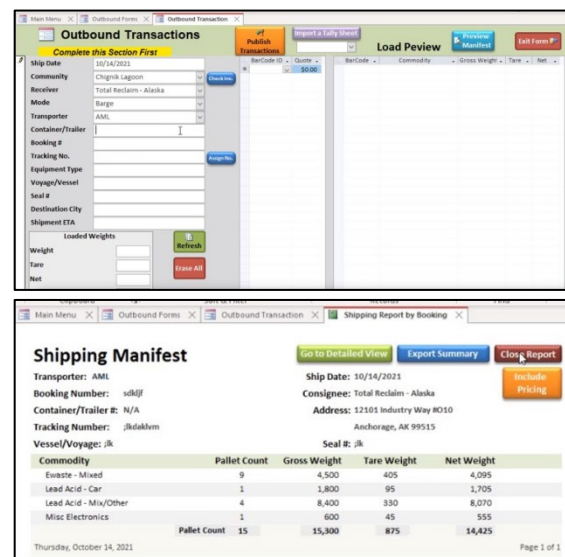 Main Menu X Outbound Forms X Outbound Transaction X
Outbound Transactions
Complete this Section First
Publish Transactions
Import a Tally Sheet
Load Peview
Preview Manifest
Exit Form
Ship Date 10/14/2021
Community Chignik Lagoon
Check Inv.
Receiver Total Reclaim - Alaska
Mode Barge
Transporter AML
Container/Trailer
Booking #
Tracking No.
Assign No.
Equipment Type
Voyage/Vessel
Seal #
Destination City
Shipment ETA
Loaded Weights
Weight
Tare
Net
Refresh
Erase All
BarCode ID Quote
$0.00
BarCode Commodity Gross Weight Tare Net
Main Menu X Outbound Forms X Outbound Transaction X Shipping Report by Booking X
Shipping Manifest
Go to Detailed View Export Summary Close Report
Include Pricing
Transporter: AML Ship Date: 10/14/2021
Booking Number: sdkljf Consignee: Total Reclaim - Alaska
Container/Trailer #: N/A Address: 12101 Industry Way #O10
Tracking Number: ;lkdaklvm Anchorage, AK 99515
Vessel/Voyage: ;lk Seal #: ;lk
Commodity Pallet Count Gross Weight Tare Weight Net Weight
Ewaste - Mixed 9 4,500 405 4,095
Lead Acid - Car 1 1,800 95 1,705
Lead Acid - Mix/Other 4 8,400 330 8,070
Misc Electronics 1 600 45 555
Pallet Count 15 15,300 875 14,425
Thursday, October 14, 2021 Page 1 of 1